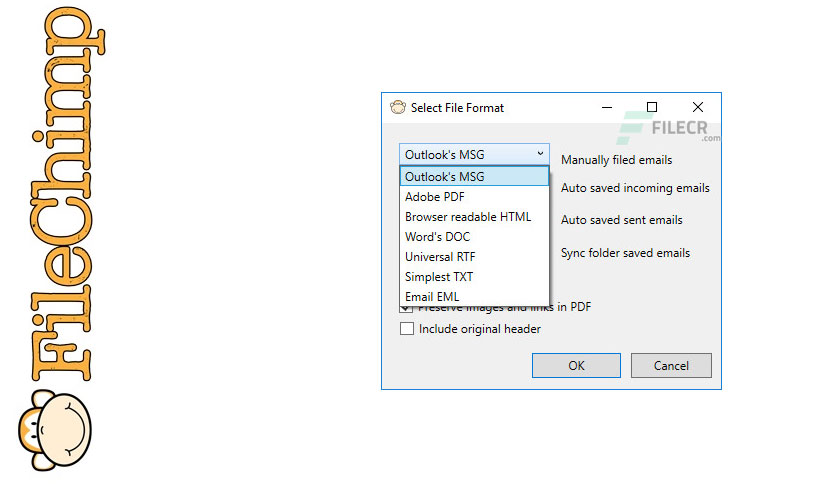 FileChimp
Select File Format
FILECR
.com
Outlook's MSG
Manually filed emails
Outlook's MSG
Auto saved incoming emails
Adobe PDF
Browser readable HTML
Auto saved sent emails
Word's DOC
Universal RTF
Sync folder saved emails
Simplest TXT
Email EML
Preserve images and links in PDF
Include original header
OK
Cancel